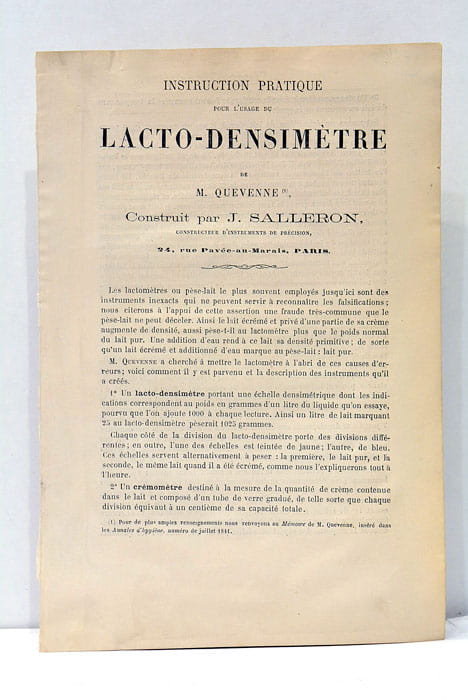 INSTRUCTION PRATIQUE
POUR L'USAGE DU
LACTO-DENSIMÈTRE
DE
M. QUEVENNE (1),
Construit par J. SALLERON,
CONSTRUCTEUR D'INSTRUMENTS DE PRÉCISION,
24, rue Pavée-au-Marais, PARIS.
Les lactomètres ou pèse-lait le plus souvent employés jusqu'ici sont des
instruments inexacts qui ne peuvent servir à reconnaître les falsifications;
nous citerons à l'appui de cette assertion une fraude très-commune que le
pèse-lait ne peut déceler. Ainsi le lait écrémé et privé d'une partie de sa crème
augmente de densité, aussi pèse-t-il au lactomètre plus que le poids normal
du lait pur. Une addition d'eau rend à ce lait sa densité primitive; de sorte
qu'un lait écrémé et additionné d'eau marque au pèse-lait: lait pur.
M. QUEVENNE a cherché à mettre le lactomètre à l'abri de ces causes d'er-
reurs; voici comment il y est parvenu et la description des instruments qu'il
a créés.
1° Un lacto-densimètre portant une échelle densimétrique dont les indi-
cations correspondent au poids en grammes d'un litre du liquide qu'on essaye,
pourvu que l'on ajoute 1000 à chaque lecture. Ainsi un litre de lait marquant
25 au lacto-densimètre pèserait 1025 grammes.
Chaque côté de la division du lacto-densimètre porte des divisions diffé-
rentes; en outre, l'une des échelles est teintée de jaune; l'autre, de bleu.
Ces échelles servent alternativement à peser: la première, le lait pur, et la
seconde, le même lait quand il a été écrémé, comme nous l'expliquerons tout à
l'heure.
2° Un crémomètre destiné à la mesure de la quantité de crème contenue
dans le lait et composé d'un tube de verre gradué, de telle sorte que chaque
division équivaut à un centième de sa capacité totale.
(1) Pour de plus amples renseignements nous renvoyons au Mémoire de M. Quevenne, inséré dans
les Annales d'hygiène, numéro de juillet 1841.